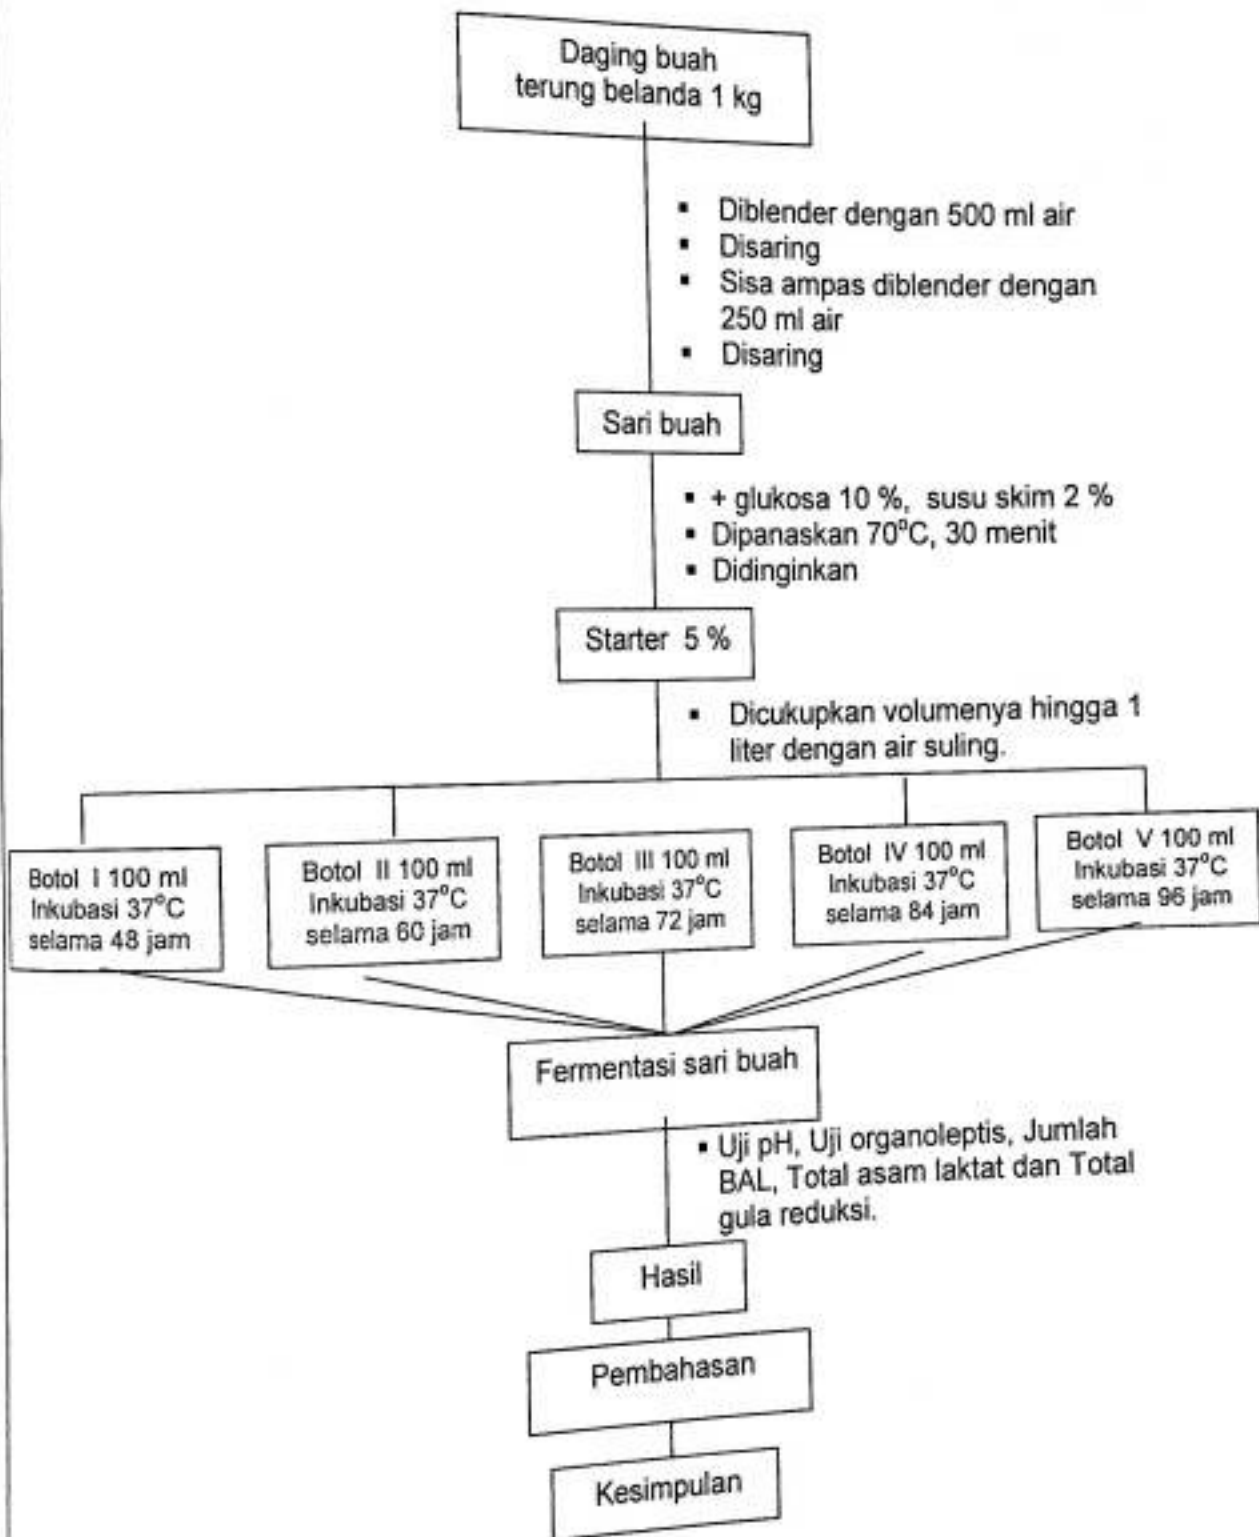 Daging buah
terung belanda 1 kg
▪ Diblender dengan 500 ml air
▪ Disaring
▪ Sisa ampas diblender dengan
250 ml air
▪ Disaring
Sari buah
▪ + glukosa 10 %, susu skim 2 %
▪ Dipanaskan 70°C, 30 menit
▪ Didinginkan
Starter 5 %
▪ Dicukupkan volumenya hingga 1
liter dengan air suling.
Botol I 100 ml
Inkubasi 37°C
selama 48 jam
Botol II 100 ml
Inkubasi 37°C
selama 60 jam
Botol III 100 ml
Inkubasi 37°C
selama 72 jam
Botol IV 100 ml
Inkubasi 37°C
selama 84 jam
Botol V 100 ml
Inkubasi 37°C
selama 96 jam
Fermentasi sari buah
▪ Uji pH, Uji organoleptis, Jumlah
BAL, Total asam laktat dan Total
gula reduksi.
Hasil
Pembahasan
Kesimpulan